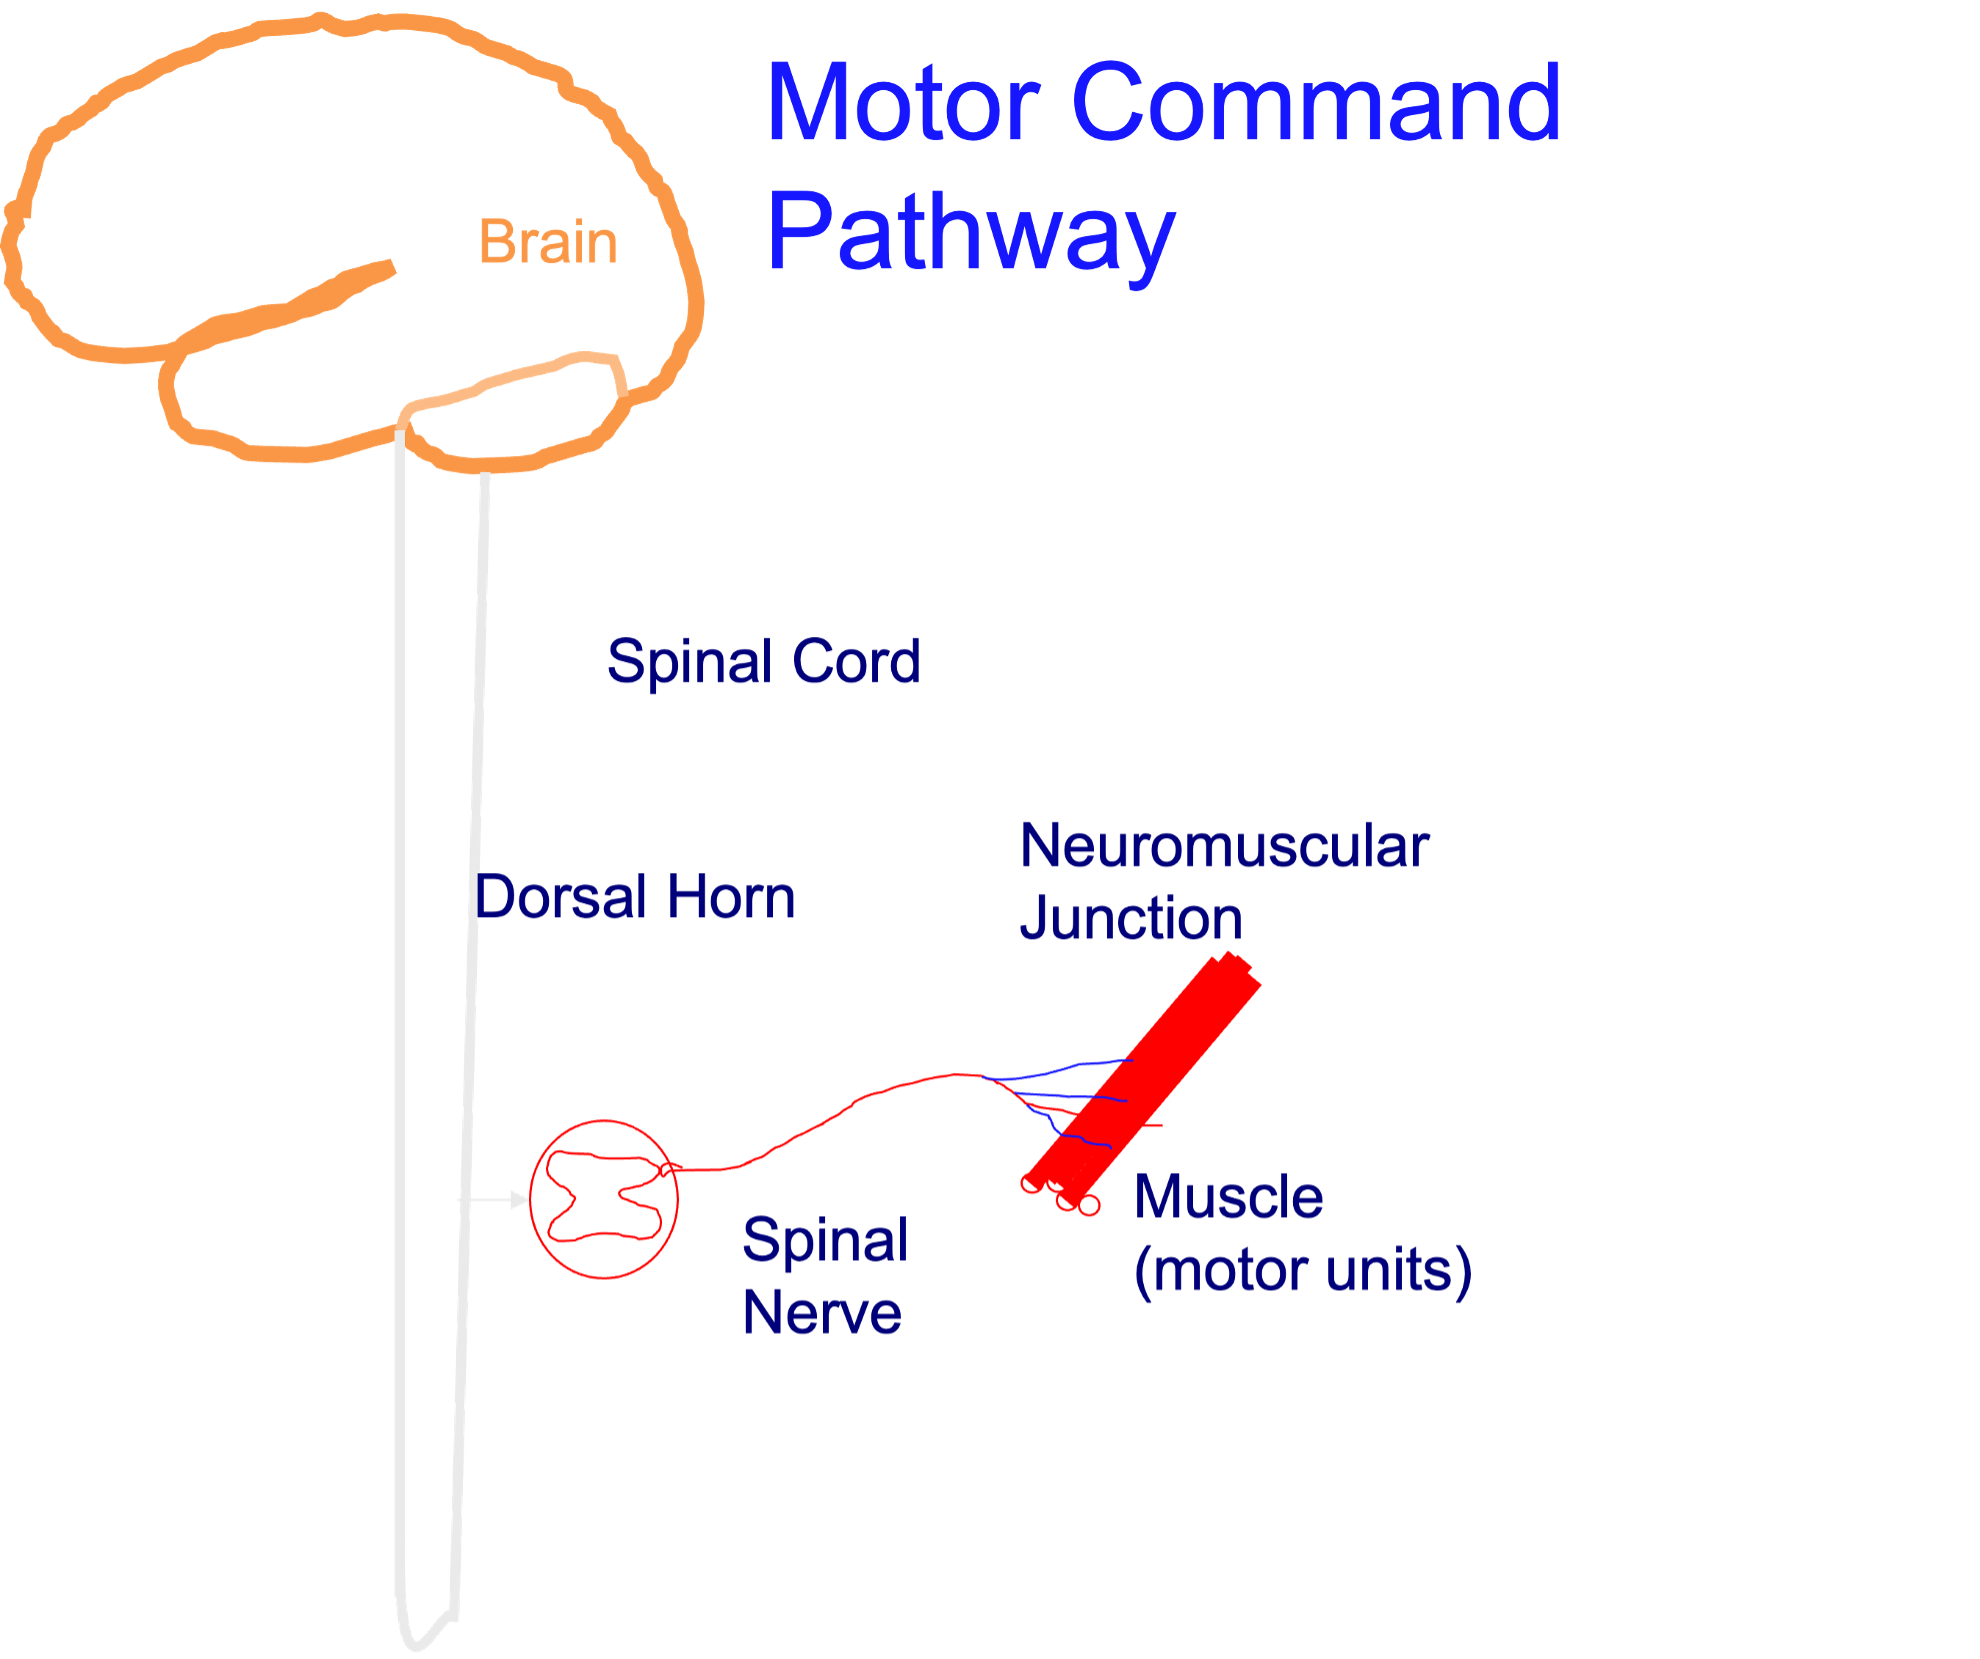 Motor Command
Pathway
Brain
Spinal Cord
Neuromuscular
Junction
Dorsal Horn
Muscle
(motor units)
Spinal
Nerve